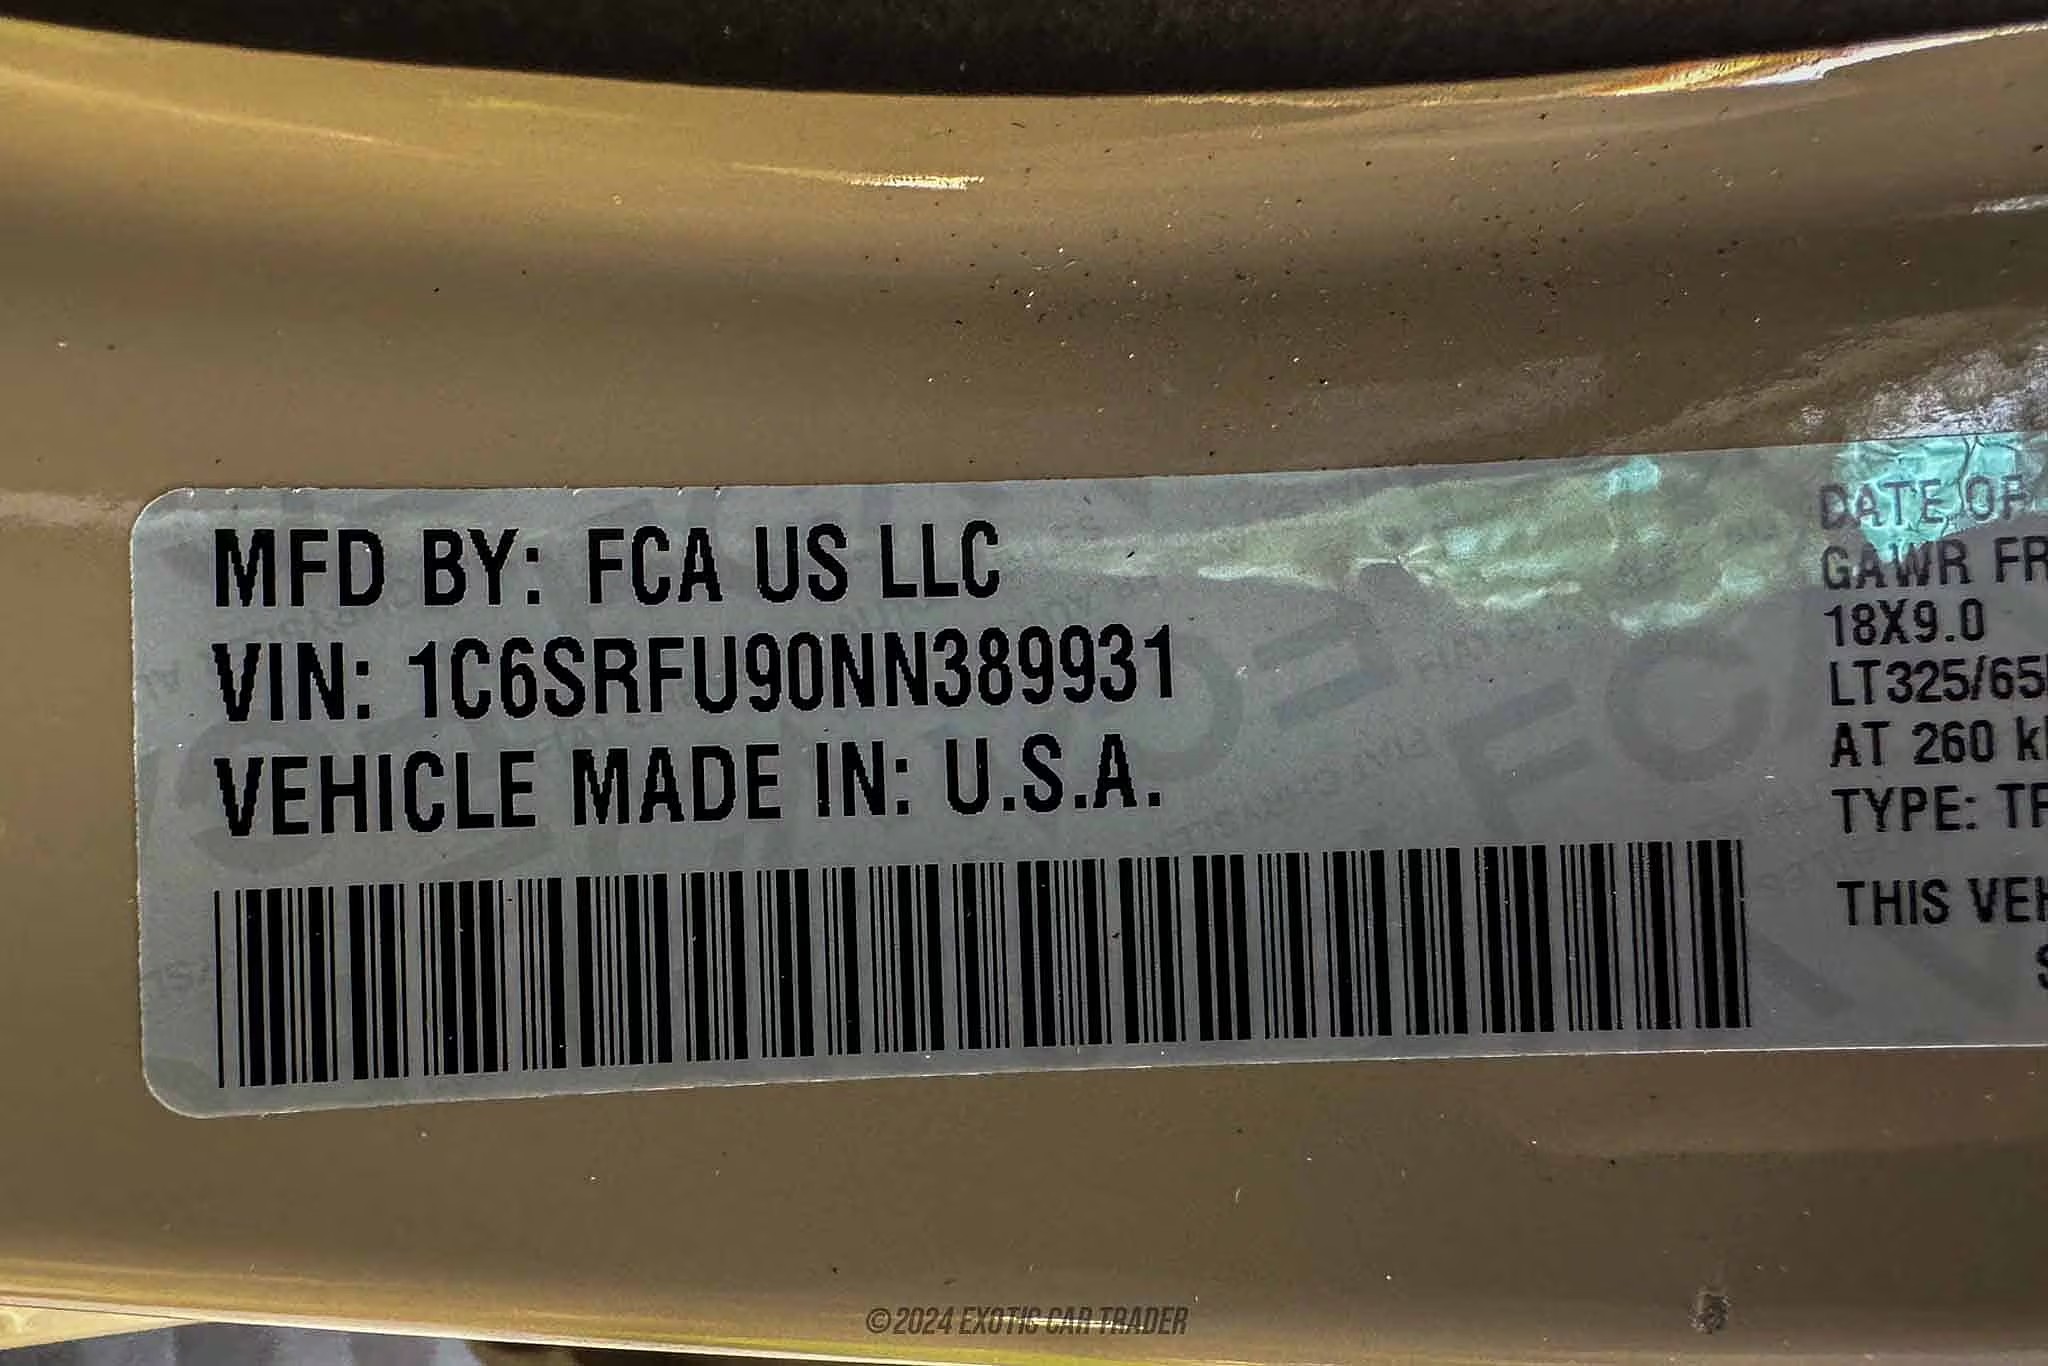 MFD BY: FCA US LLC
VIN: 1C6SRFU90NN389931
VEHICLE MADE IN: U.S.A.
DATE OF
GAWR FR
18X9.0
LT325/65
AT 260 k
TYPE: TR
THIS VEH
©2024 EXOTIC CAR TRADER